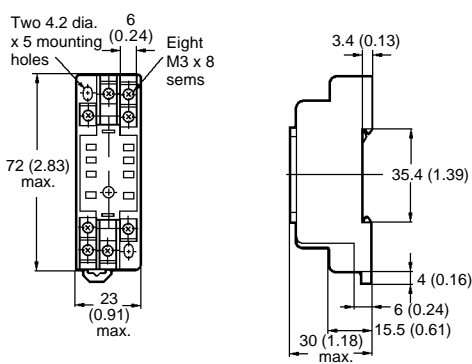 Two 4.2 dia.
x 5 mounting
holes
6
(0.24)
Eight
M3 x 8
sems
72 (2.83)
max.
23
(0.91)
max.
3.4 (0.13)
35.4 (1.39)
4 (0.16)
6 (0.24)
15.5 (0.61)
30 (1.18)
max.